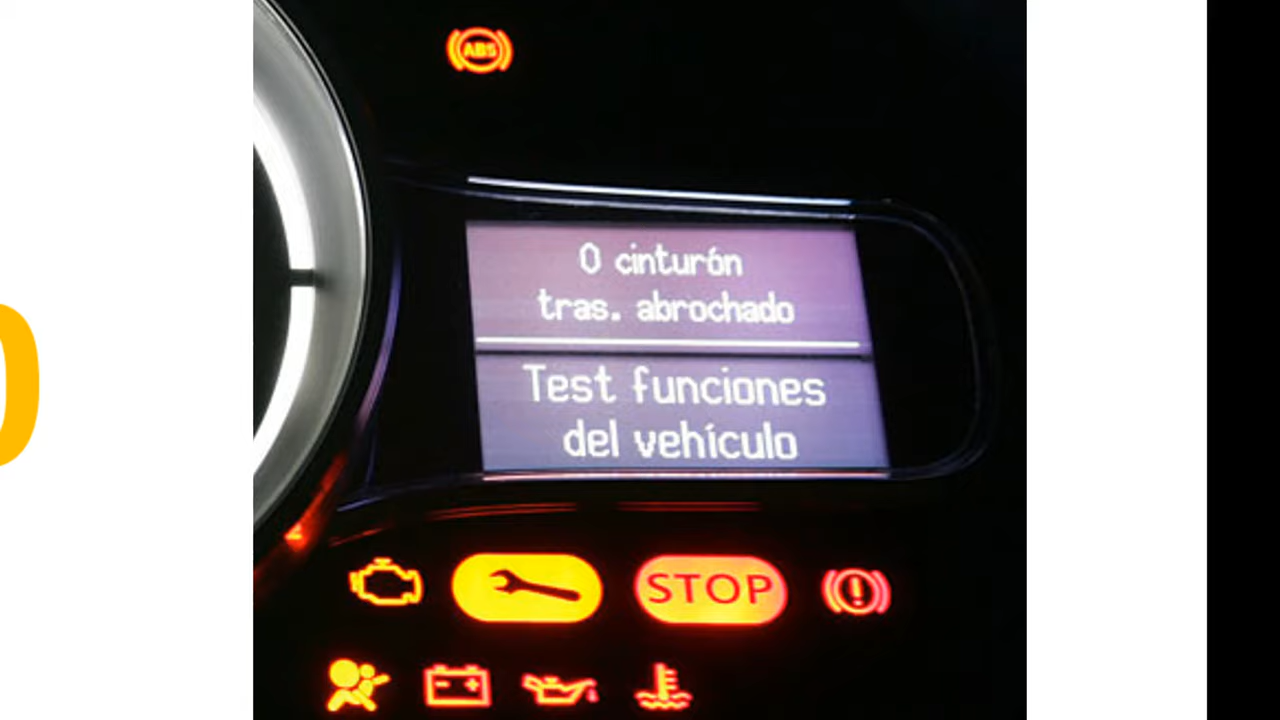 ABS
0 cinturón
tras. abrochado
Test funciones
del vehículo
STOP